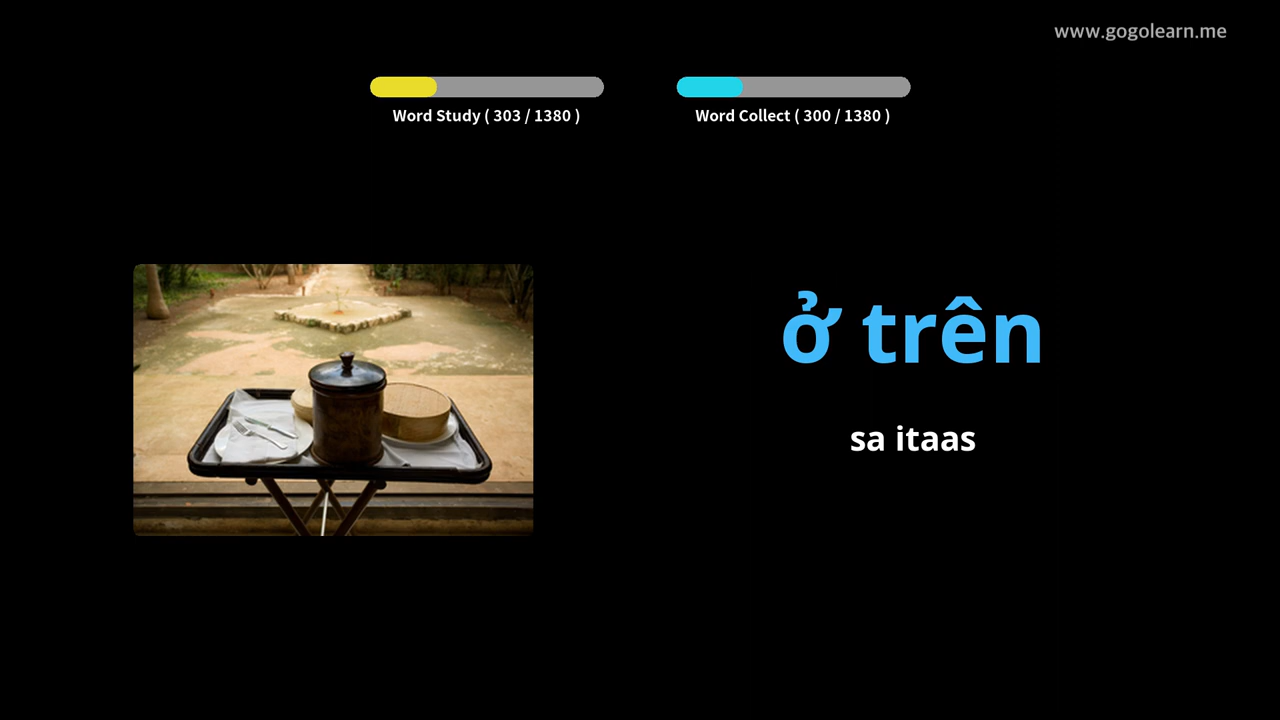 www.gogolearn.me
Word Study ( 303 / 1380 )
Word Collect ( 300 / 1380 )
ở trên
sa itaas